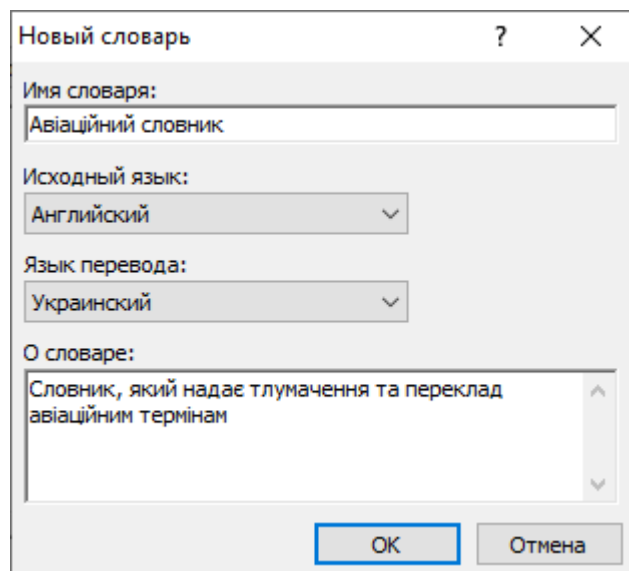 Новый словарь ?
Имя словаря:
Авіаційний словник
Исходный язык:
Английский
Язык перевода:
Украинский
О словаре:
Словник, який надає тлумачення та переклад
авіаційним термінам
OK Отмена